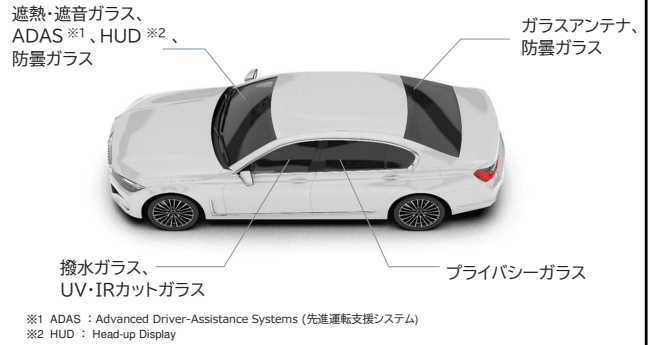 遮熱・遮音ガラス、
ADAS ※1 、HUD ※2 、
防曇ガラス
ガラスアンテナ、
防曇ガラス
撥水ガラス、
UV・IRカットガラス
プライバシーガラス
※1 ADAS ：Advanced Driver-Assistance Systems (先進運転支援システム)
※2 HUD ： Head-up Display